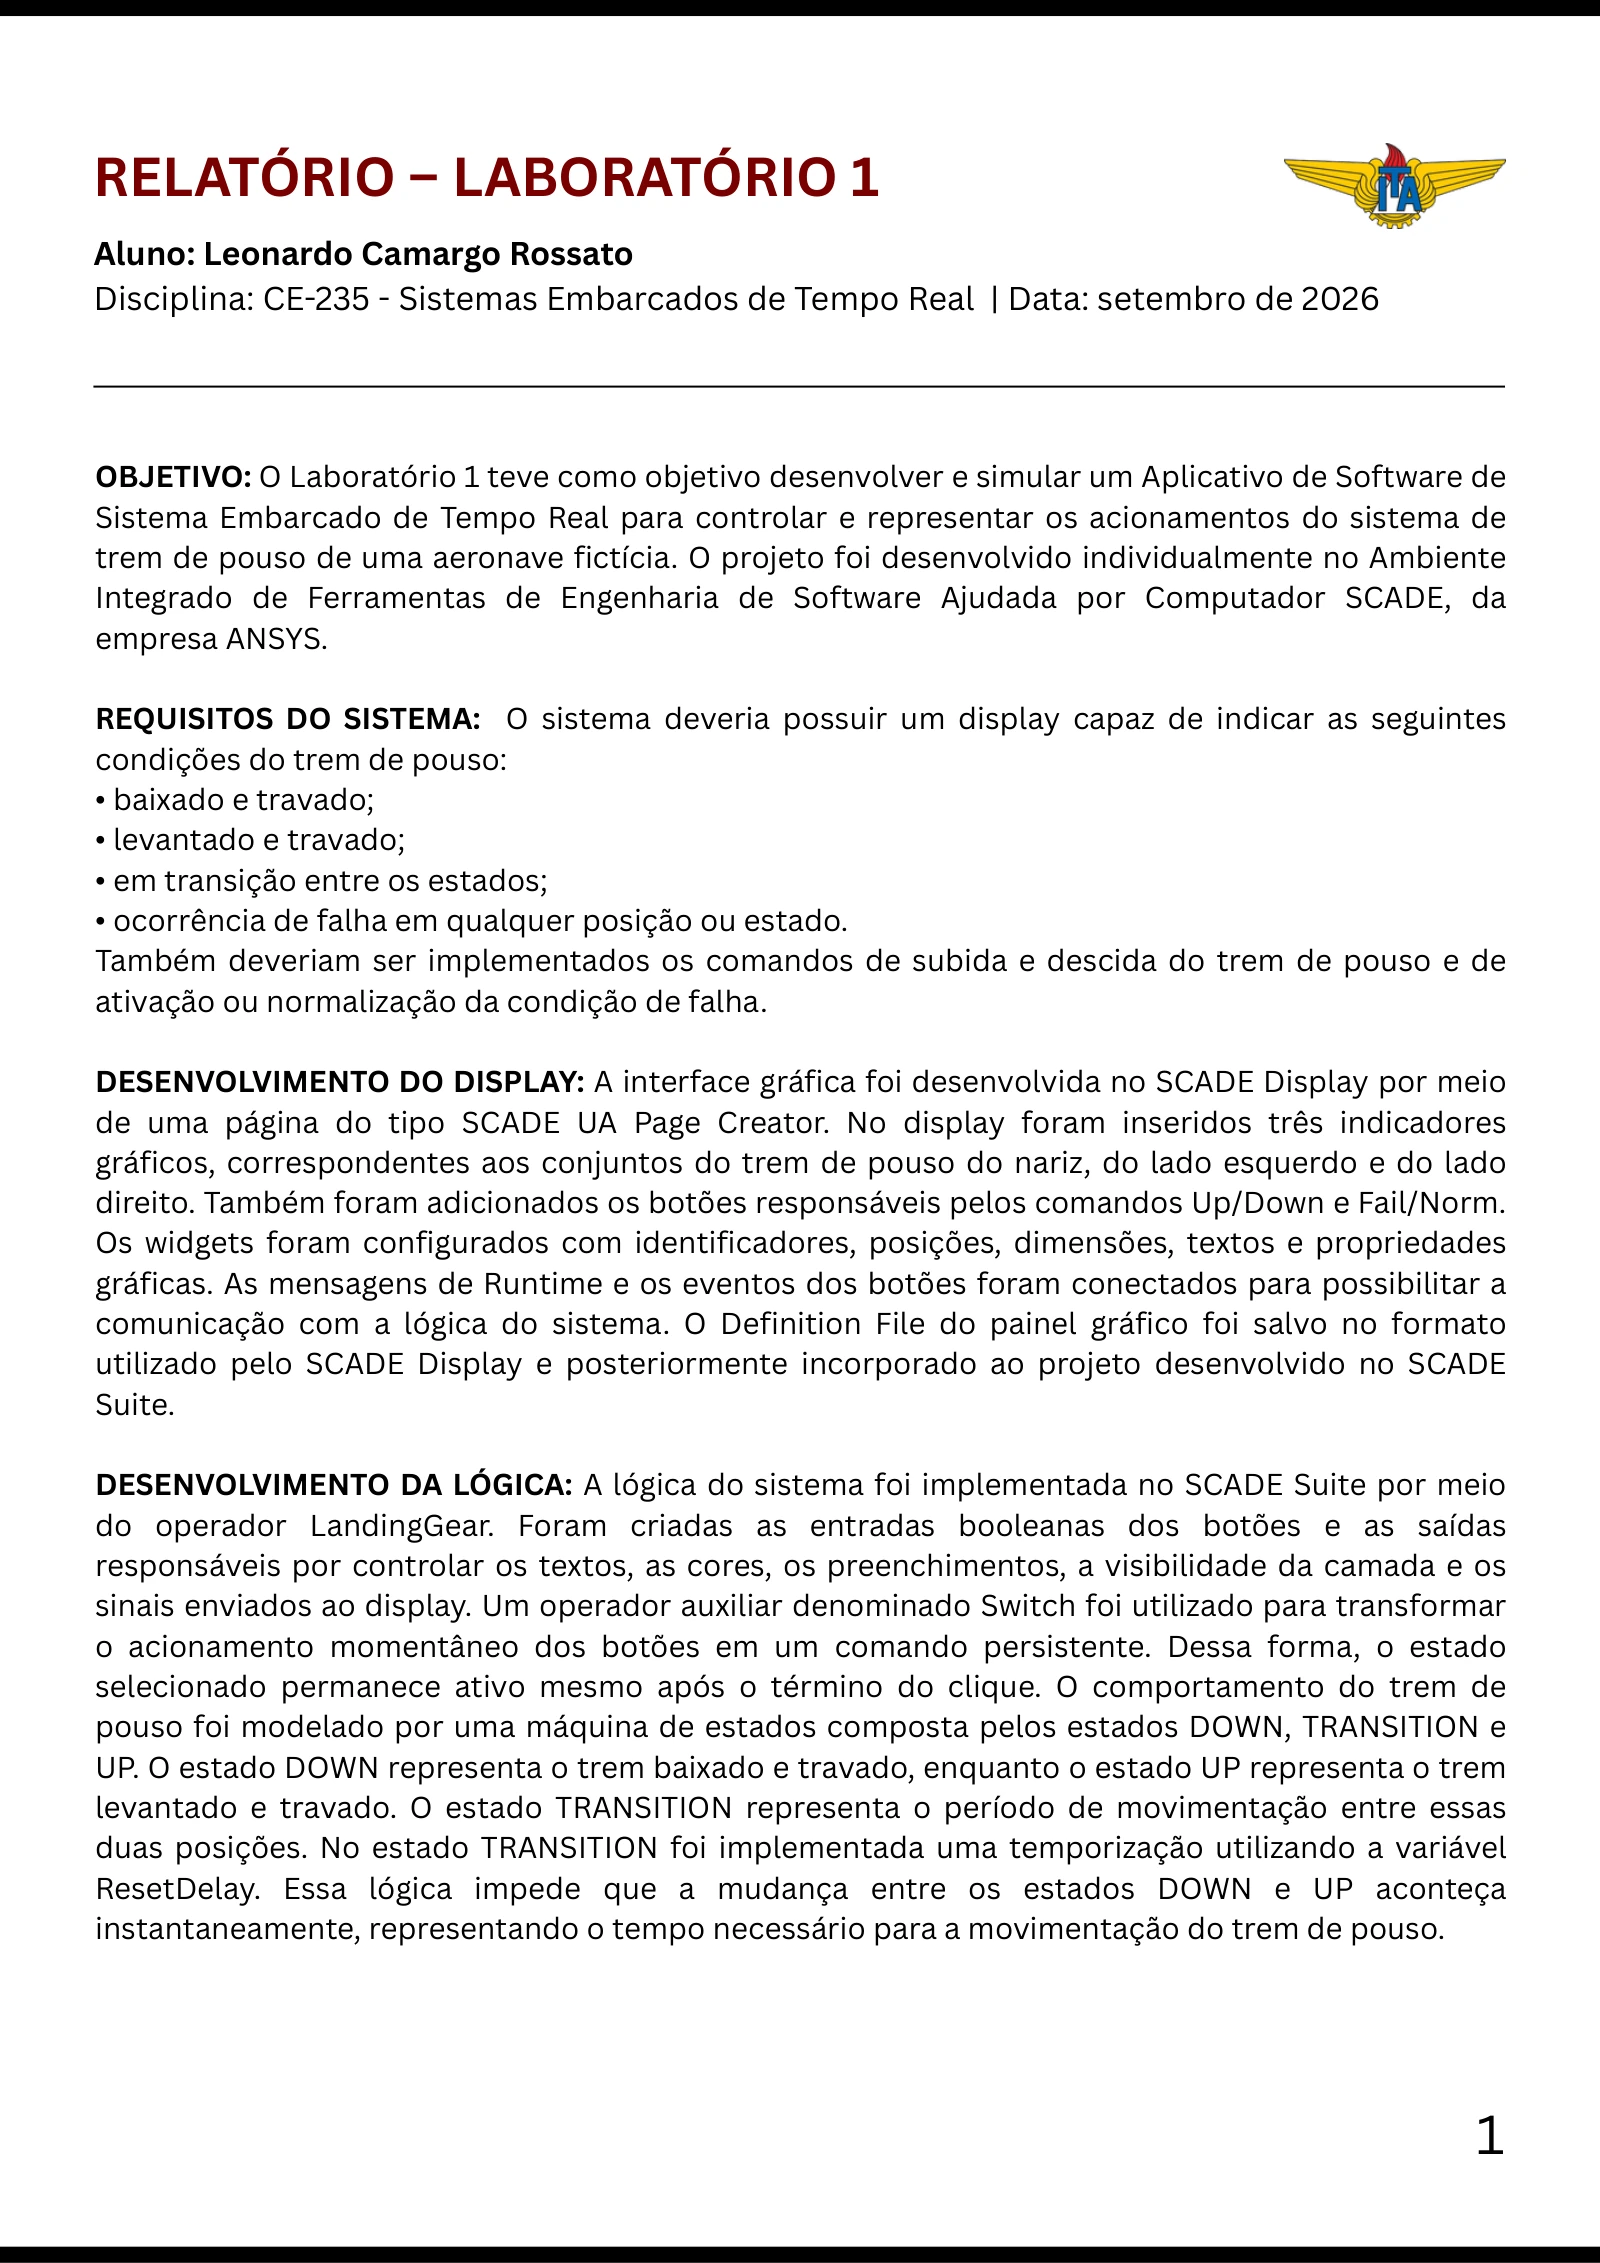 RELATÓRIO – LABORATÓRIO 1
ITA
Aluno: Leonardo Camargo Rossato
Disciplina: CE-235 - Sistemas Embarcados de Tempo Real | Data: setembro de 2026
OBJETIVO: O Laboratório 1 teve como objetivo desenvolver e simular um Aplicativo de Software de
Sistema Embarcado de Tempo Real para controlar e representar os acionamentos do sistema de
trem de pouso de uma aeronave fictícia. O projeto foi desenvolvido individualmente no Ambiente
Integrado de Ferramentas de Engenharia de Software Ajudada por Computador SCADE, da
empresa ANSYS.
REQUISITOS DO SISTEMA: O sistema deveria possuir um display capaz de indicar as seguintes
condições do trem de pouso:
• baixado e travado;
• levantado e travado;
• em transição entre os estados;
• ocorrência de falha em qualquer posição ou estado.
Também deveriam ser implementados os comandos de subida e descida do trem de pouso e de
ativação ou normalização da condição de falha.
DESENVOLVIMENTO DO DISPLAY: A interface gráfica foi desenvolvida no SCADE Display por meio
de uma página do tipo SCADE UA Page Creator. No display foram inseridos três indicadores
gráficos, correspondentes aos conjuntos do trem de pouso do nariz, do lado esquerdo e do lado
direito. Também foram adicionados os botões responsáveis pelos comandos Up/Down e Fail/Norm.
Os widgets foram configurados com identificadores, posições, dimensões, textos e propriedades
gráficas. As mensagens de Runtime e os eventos dos botões foram conectados para possibilitar a
comunicação com a lógica do sistema. O Definition File do painel gráfico foi salvo no formato
utilizado pelo SCADE Display e posteriormente incorporado ao projeto desenvolvido no SCADE
Suite.
DESENVOLVIMENTO DA LÓGICA: A lógica do sistema foi implementada no SCADE Suite por meio
do operador LandingGear. Foram criadas as entradas booleanas dos botões e as saídas
responsáveis por controlar os textos, as cores, os preenchimentos, a visibilidade da camada e os
sinais enviados ao display. Um operador auxiliar denominado Switch foi utilizado para transformar
o acionamento momentâneo dos botões em um comando persistente. Dessa forma, o estado
selecionado permanece ativo mesmo após o término do clique. O comportamento do trem de
pouso foi modelado por uma máquina de estados composta pelos estados DOWN, TRANSITION e
UP. O estado DOWN representa o trem baixado e travado, enquanto o estado UP representa o trem
levantado e travado. O estado TRANSITION representa o período de movimentação entre essas
duas posições. No estado TRANSITION foi implementada uma temporização utilizando a variável
ResetDelay. Essa lógica impede que a mudança entre os estados DOWN e UP aconteça
instantaneamente, representando o tempo necessário para a movimentação do trem de pouso.
1